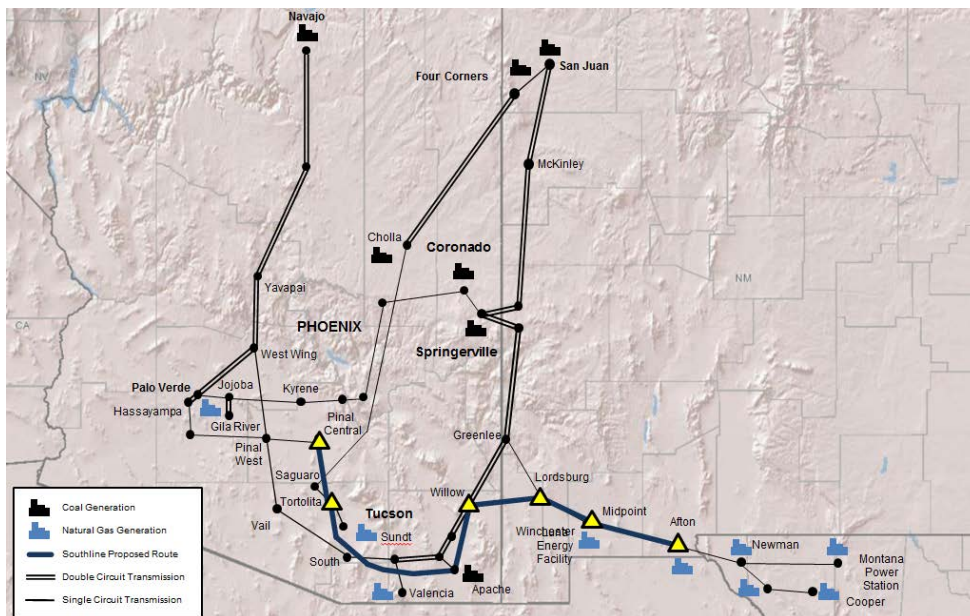 Navajo
San Juan
Four Corners
NV
McKinley
Cholla
Coronado
NM
Yavapai
CA
PHOENIX
West Wing
Springerville
Palo Verde
Jojoba
Kyrene
Hassayampa
Pinal
Central
Gila River
Greenlee
Pinal
West
Saguaro
Lordsburg
Willow
Tortolita
Midpoint
Tucson
Vail
Afton
Winchester
Luna
Energy
Facility
Sundt
Newman
South
Montana
Power
Station
Apache
Valencia
Cooper
Coal Generation
Natural Gas Generation
Southline Proposed Route
Double Circuit Transmission
Single Circuit Transmission